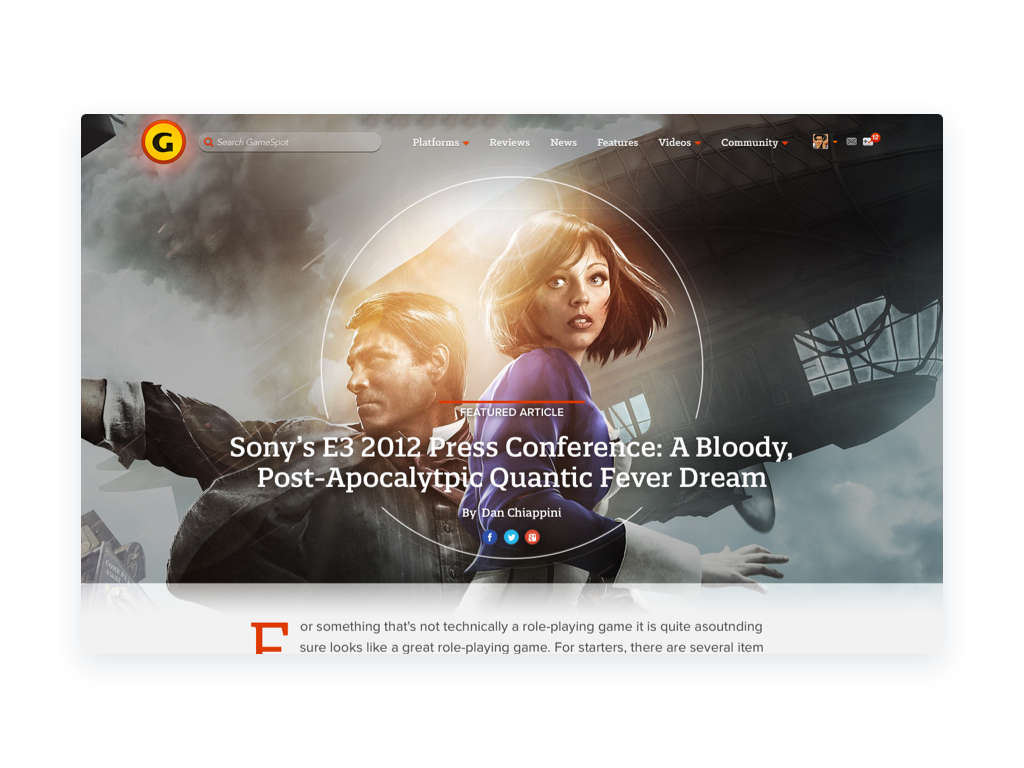 G
Search GameSpot
Platforms Reviews News Features Videos Community 12
FEATURED ARTICLE
Sony's E3 2012 Press Conference: A Bloody,
Post-Apocalytpic Quantic Fever Dream
By Dan Chiappini
For something that's not technically a role-playing game it is quite asoutnding
sure looks like a great role-playing game. For starters, there are several item